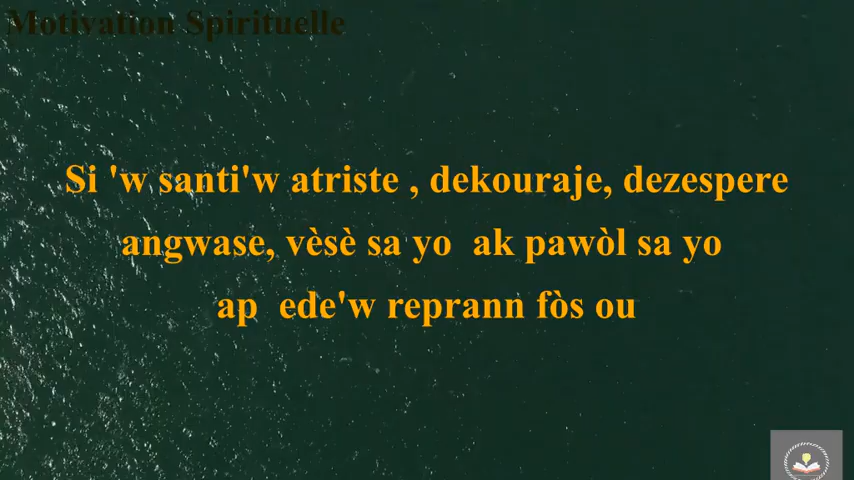 Motivation Spirituelle
Si 'w santi'w atriste , dekouraje, dezespere
angwase, vèsè sa yo ak pawòl sa yo
ap ede'w reprann fòs ou